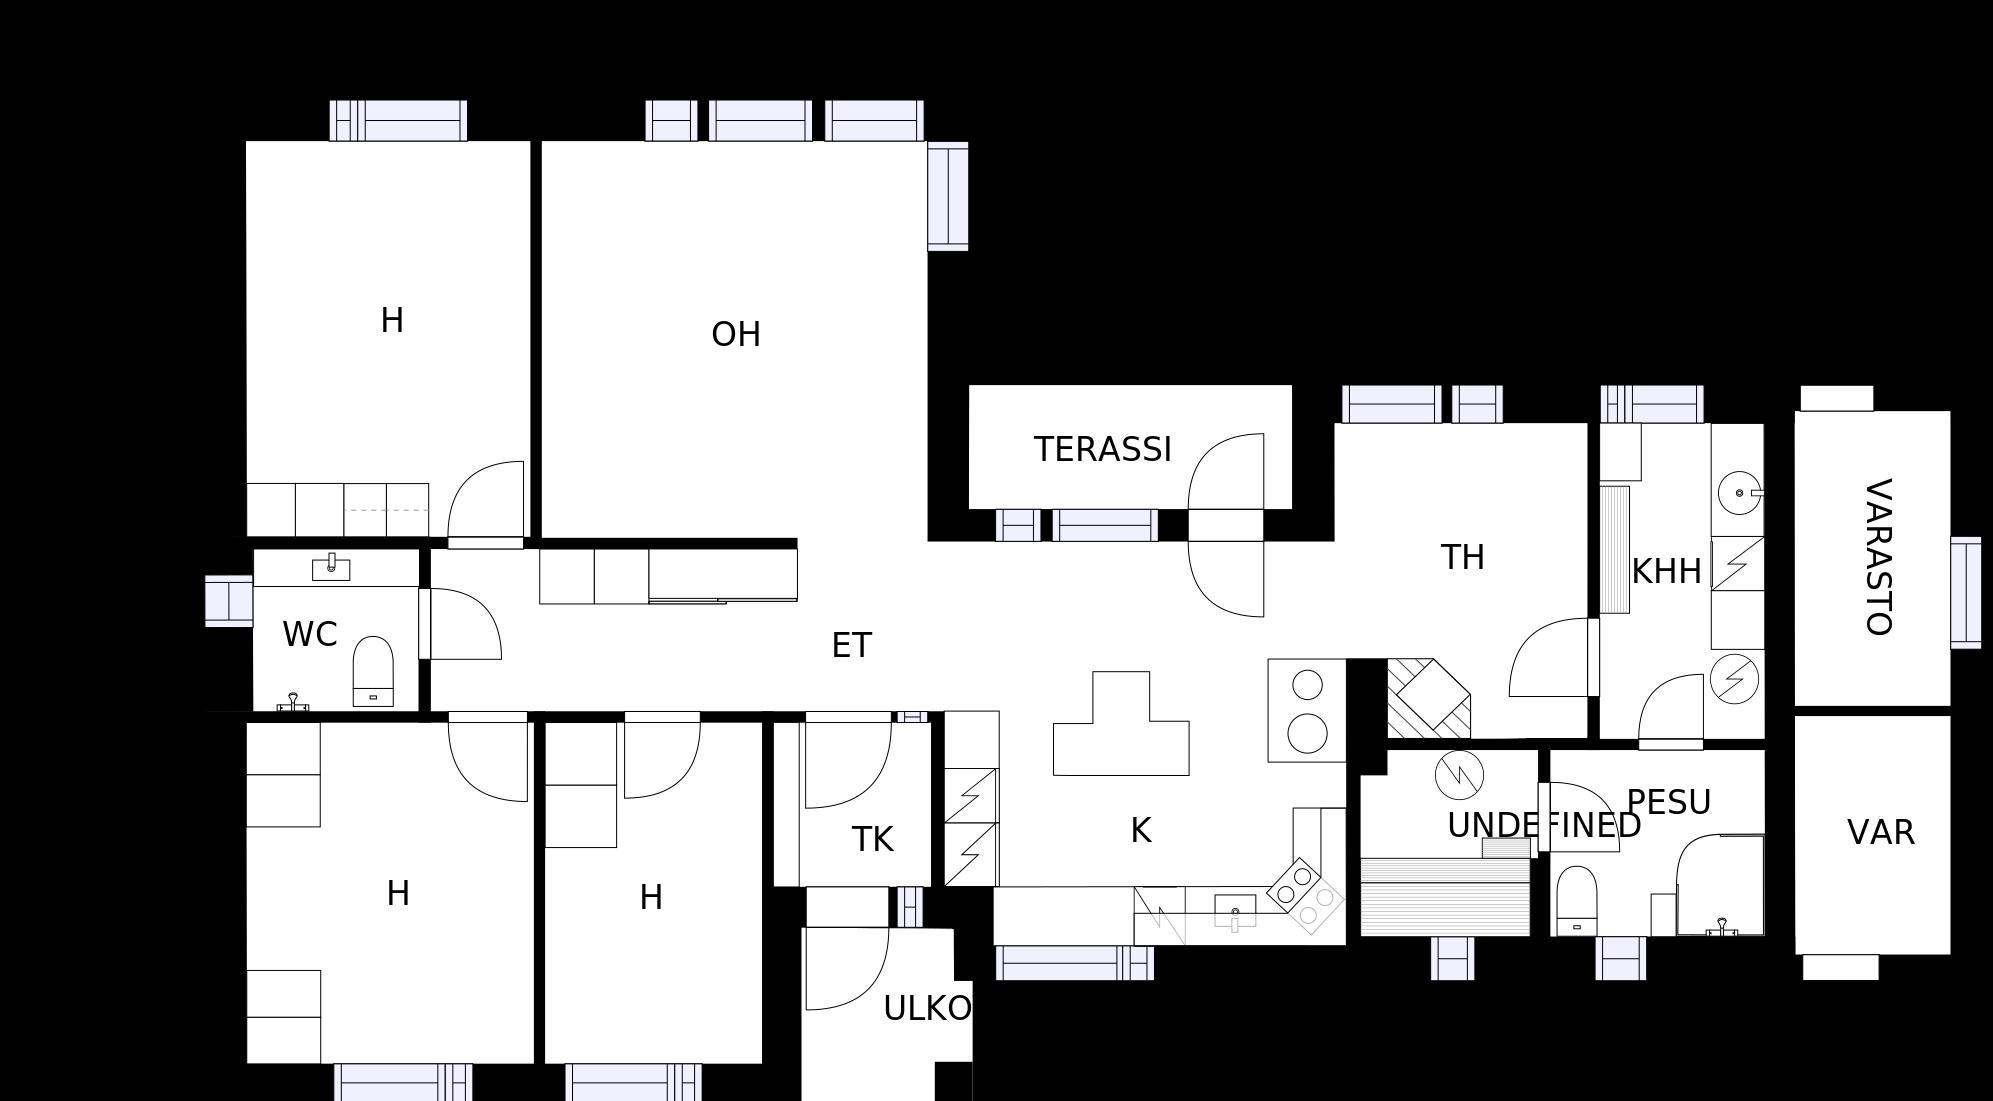 H
OH
TERASSI
TH
KHH
VARASTO
WC
ET
TK
K
UNDEFINED
PESU
VAR
H
H
ULKO